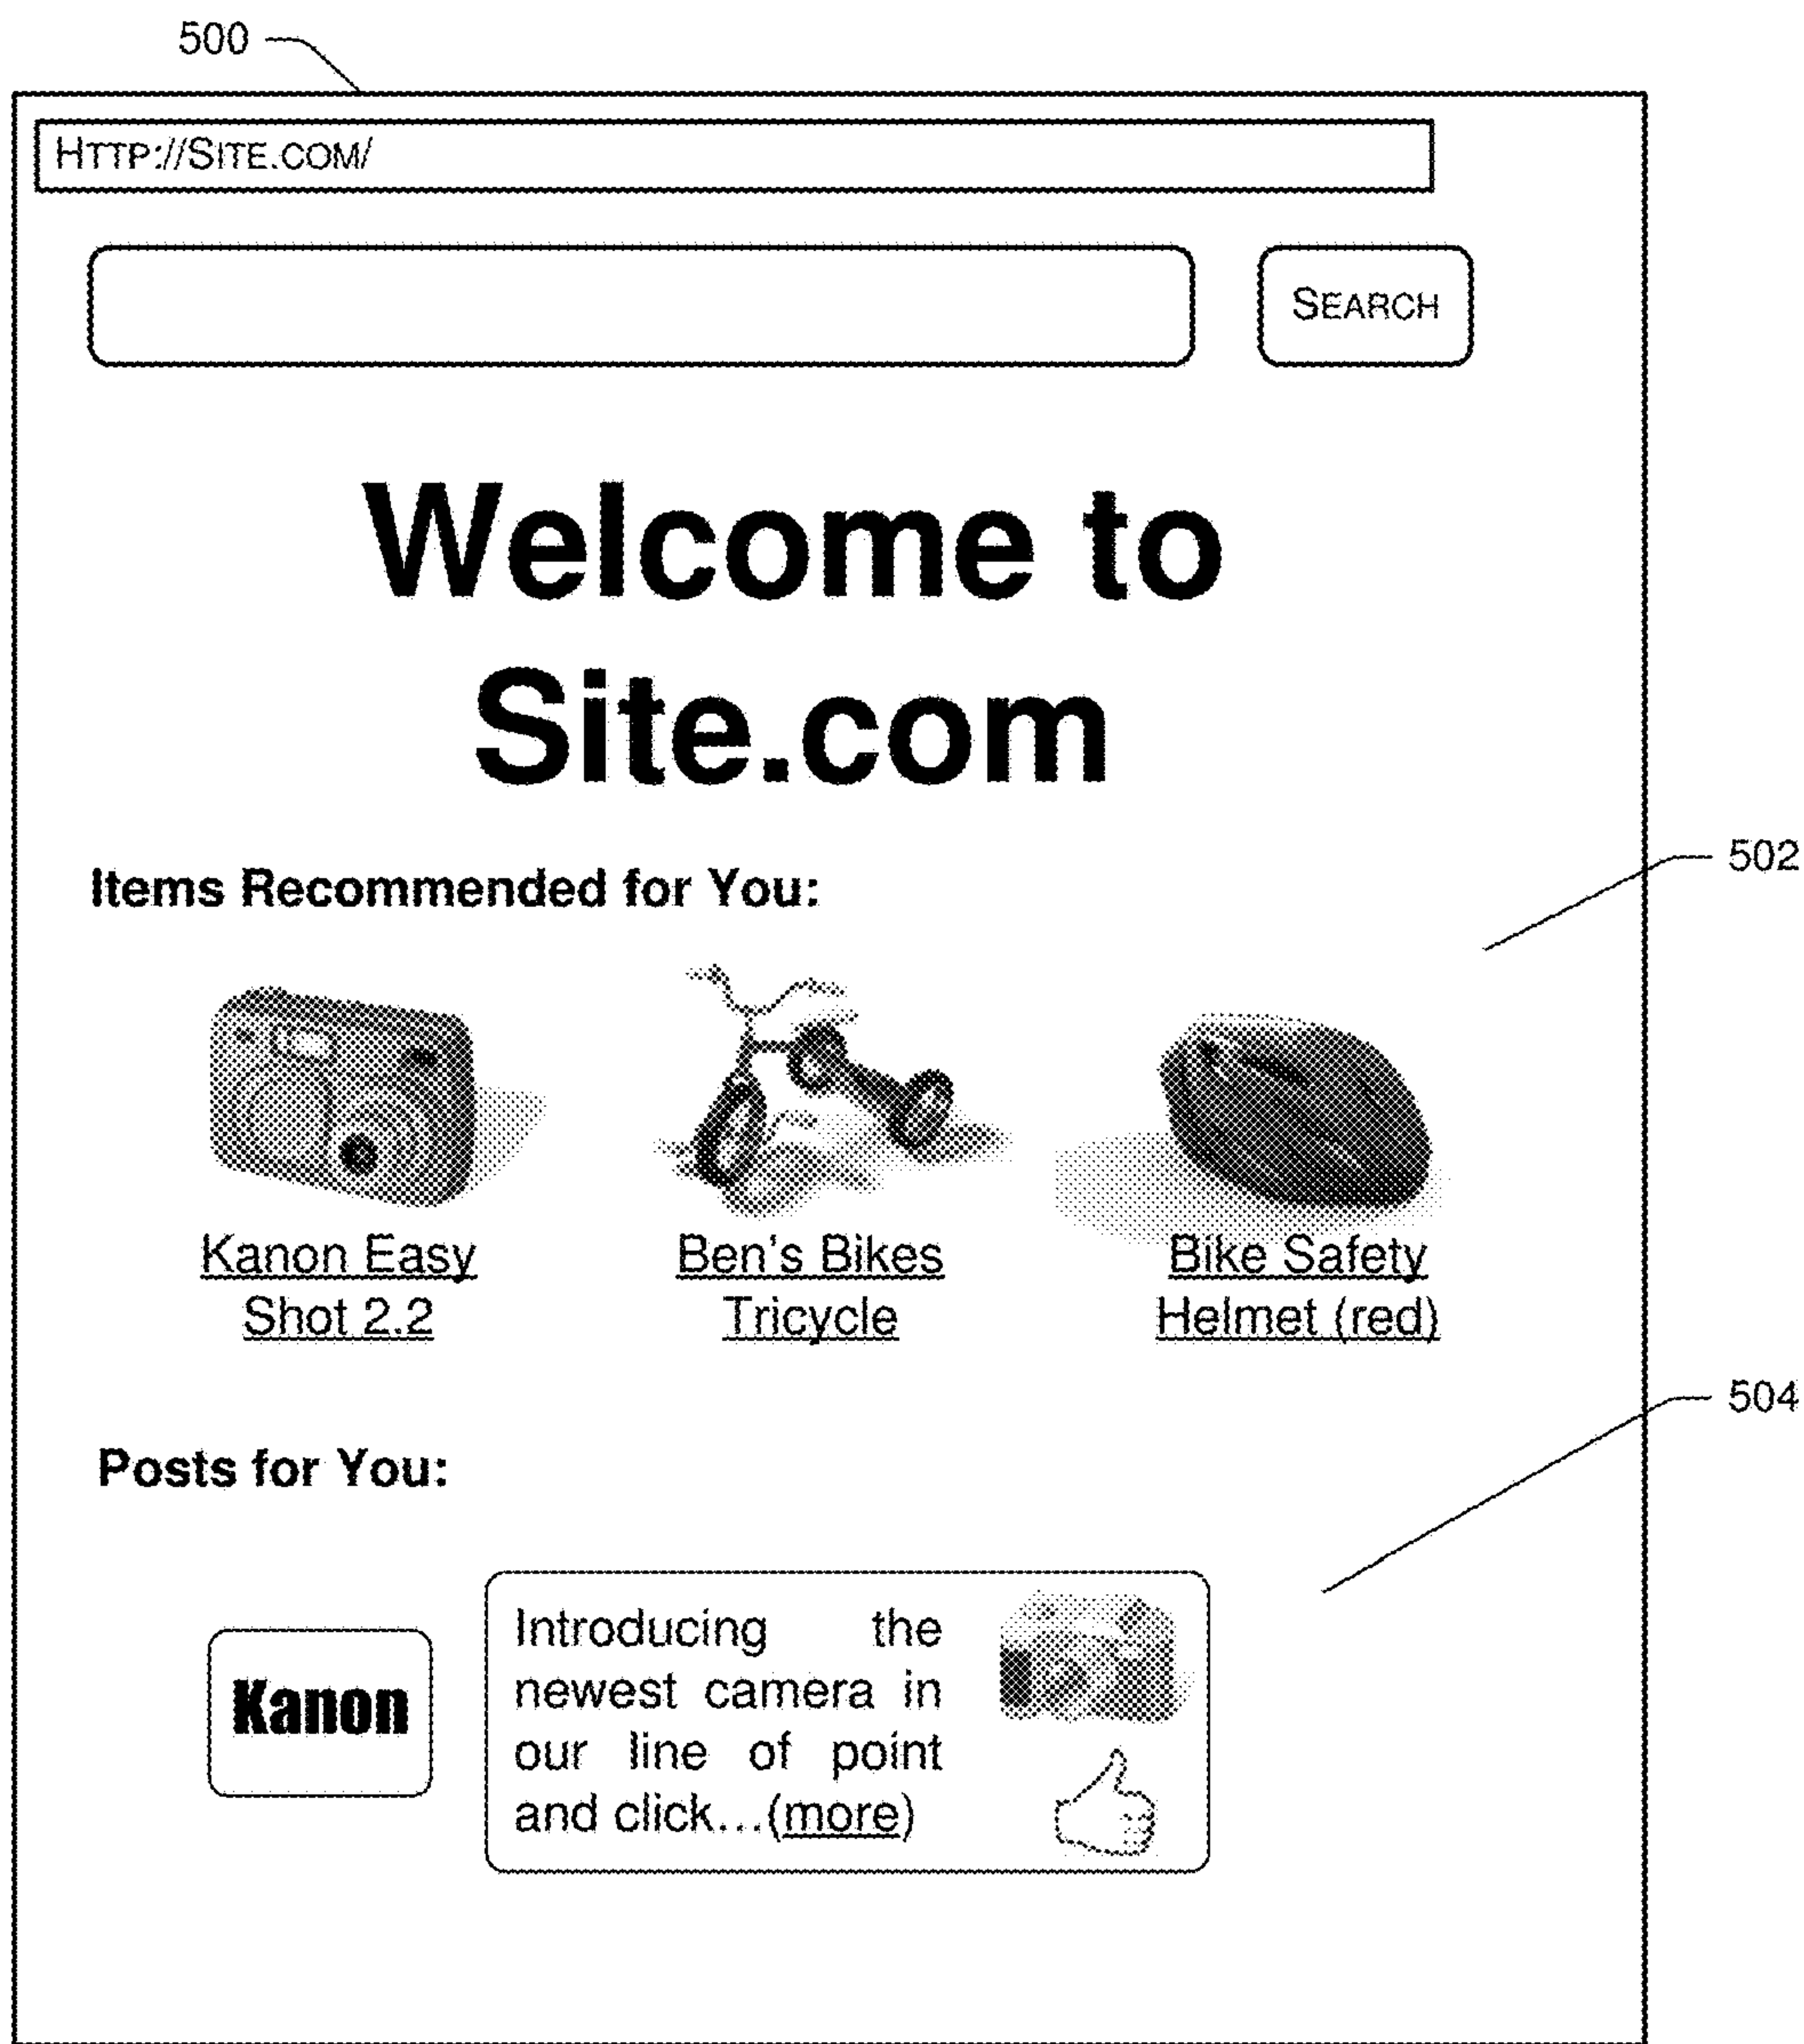 500
HTTP://SITE.COM/
SEARCH
Welcome to
Site.com
502
Items Recommended for You:
Kanon Easy
Shot 2.2
Ben's Bikes
Tricycle
Bike Safety
Helmet (red)
504
Posts for You:
Kanon
Introducing the
newest camera in
our line of point
and click...(more)